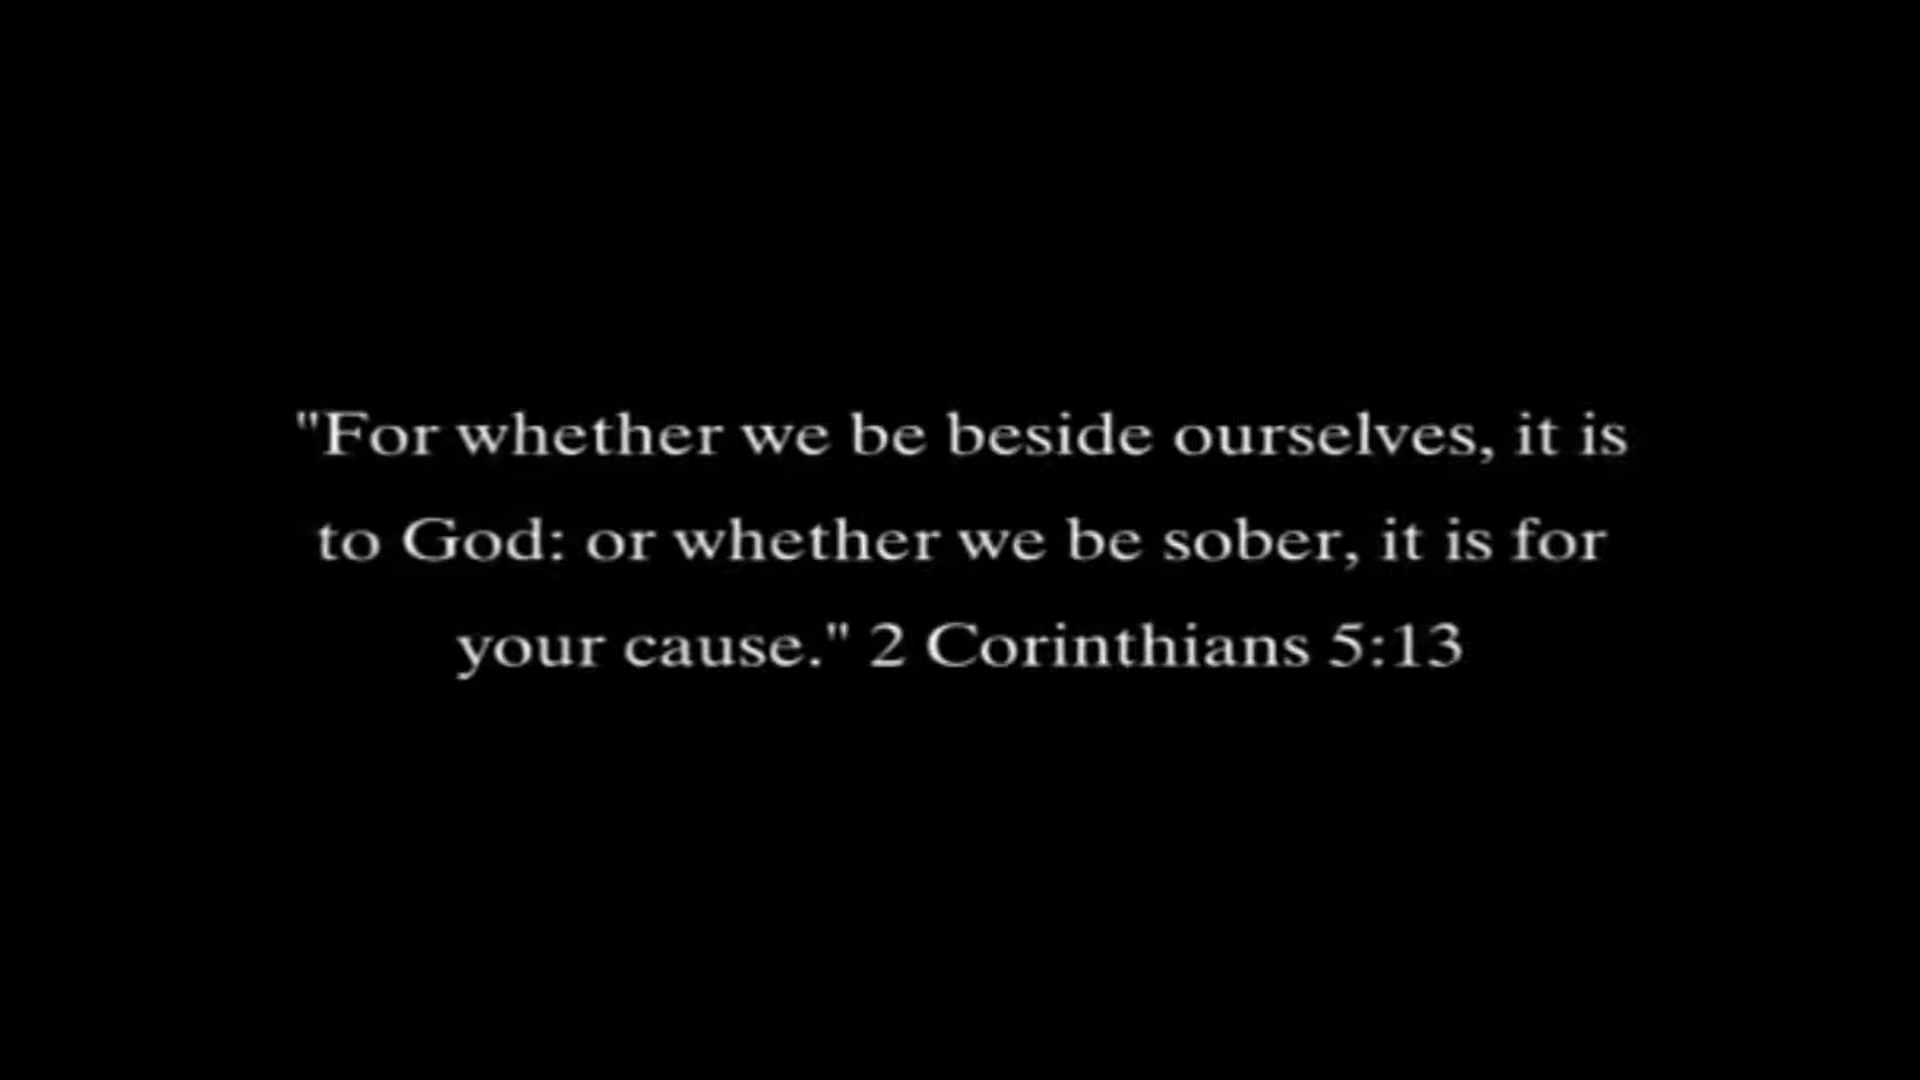 "For whether we be beside ourselves, it is
to God: or whether we be sober, it is for
your cause." 2 Corinthians 5:13